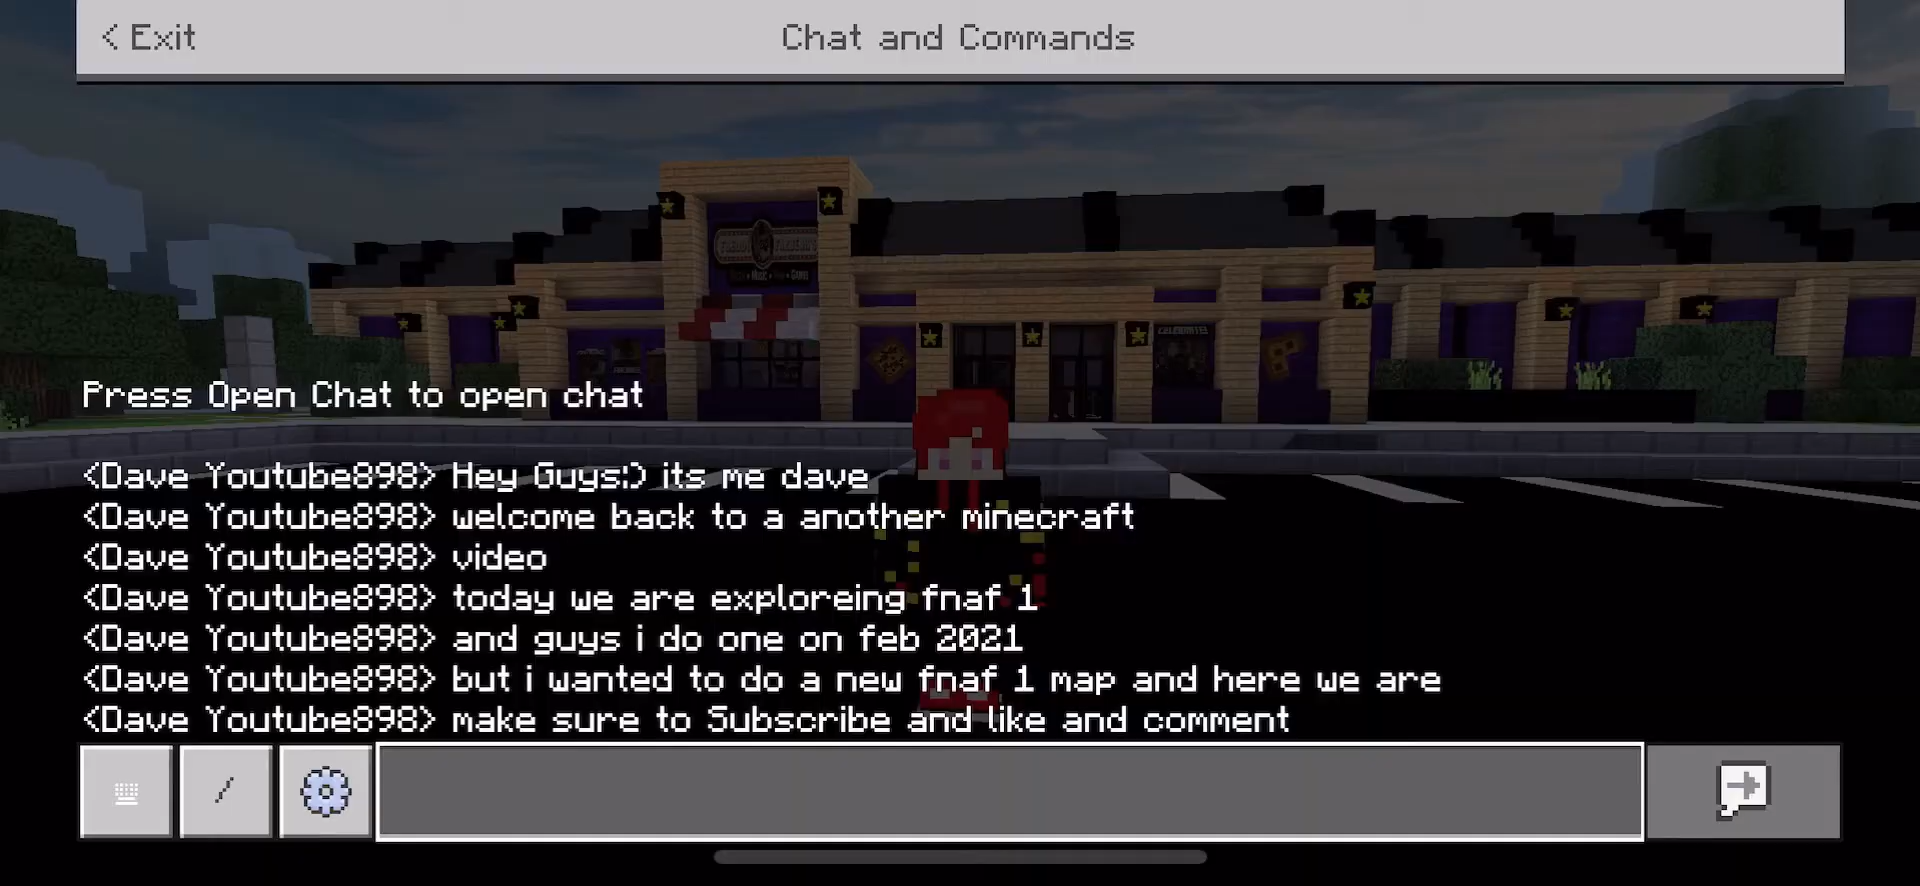 < Exit
Chat and Commands
CELEBRATE!
Press Open Chat to open chat
<Dave Youtube898> Hey Guys:) its me dave
<Dave Youtube898> welcome back to a another minecraft
<Dave Youtube898> video
<Dave Youtube898> today we are exploreing fnaf 1
<Dave Youtube898> and guys i do one on feb 2021
<Dave Youtube898> but i wanted to do a new fnaf 1 map and here we are
<Dave Youtube898> make sure to Subscribe and like and comment
/